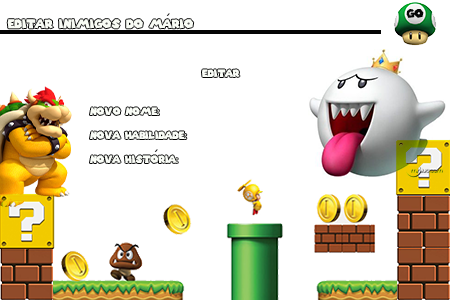 EDITAR INIMIGOS DO MÁRIO
GO
EDITAR
NOVO NOME:
NOVA HABILIDADE:
NOVA HISTÓRIA:
?
?